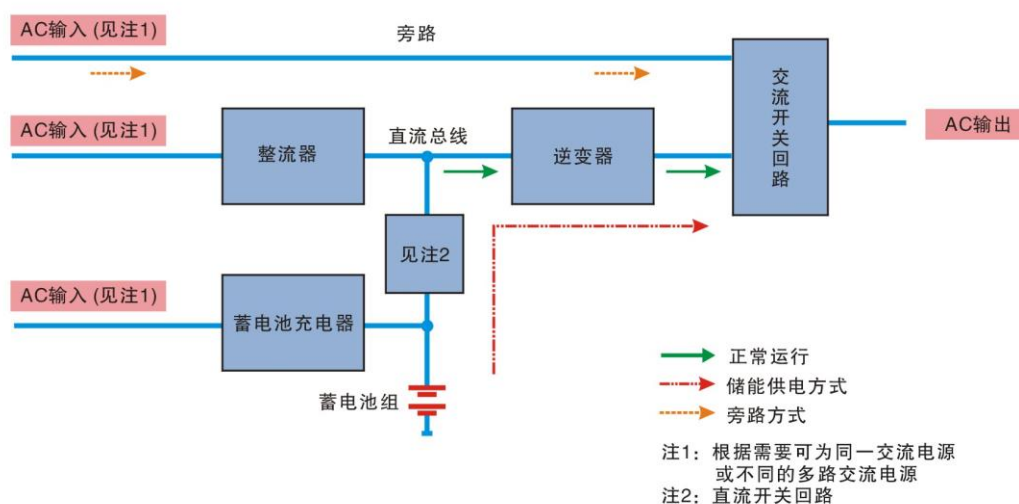 AC输入 (见注1)
旁路
交流开关回路
AC输入 (见注1)
整流器
直流总线
逆变器
AC输出
见注2
AC输入 (见注1)
蓄电池充电器
蓄电池组
正常运行
储能供电方式
旁路方式
注1：根据需要可为同一交流电源
或不同的多路交流电源
注2：直流开关回路